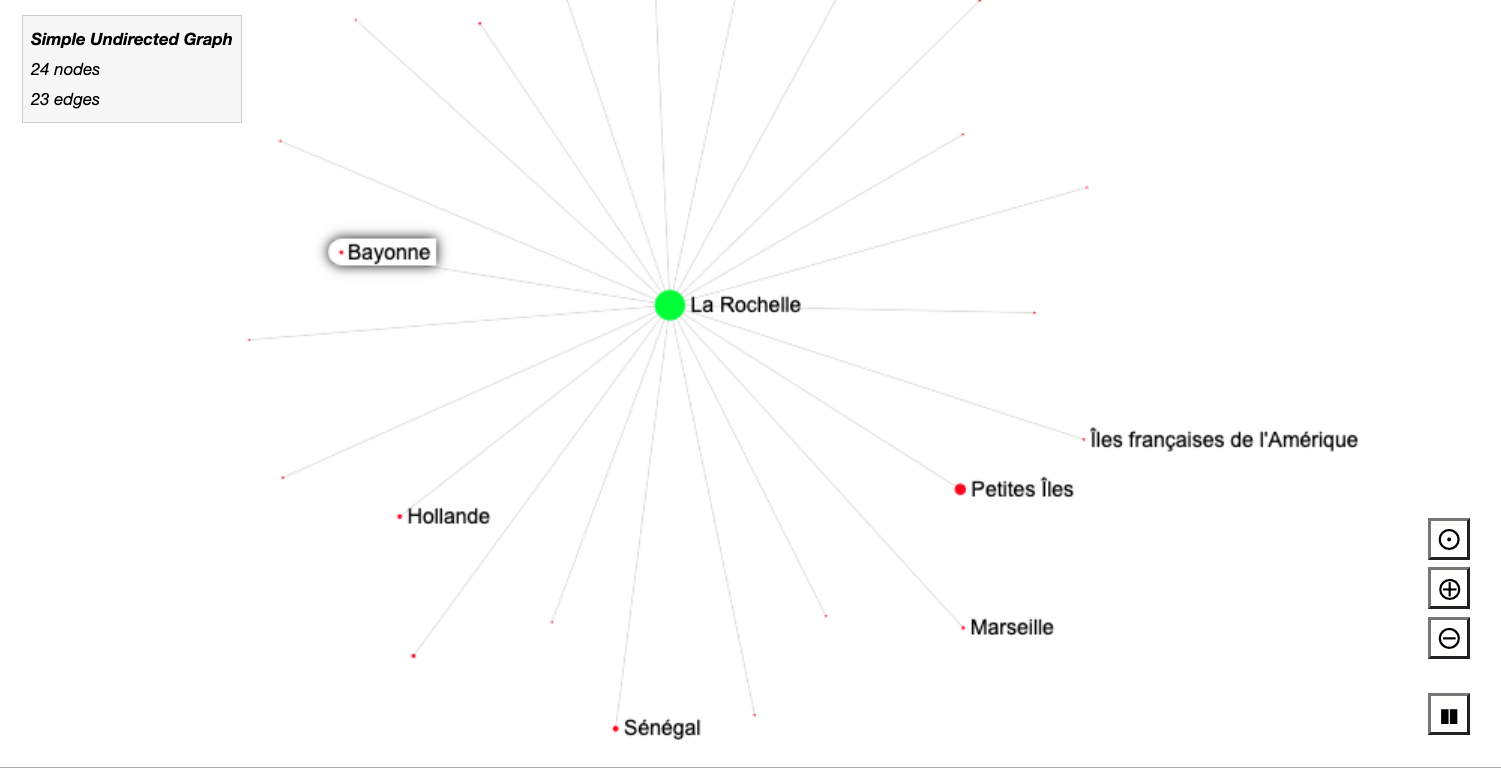 Simple Undirected Graph
24 nodes
23 edges
Bayonne
La Rochelle
Îles françaises de l'Amérique
Petites Îles
Hollande
Marseille
Sénégal